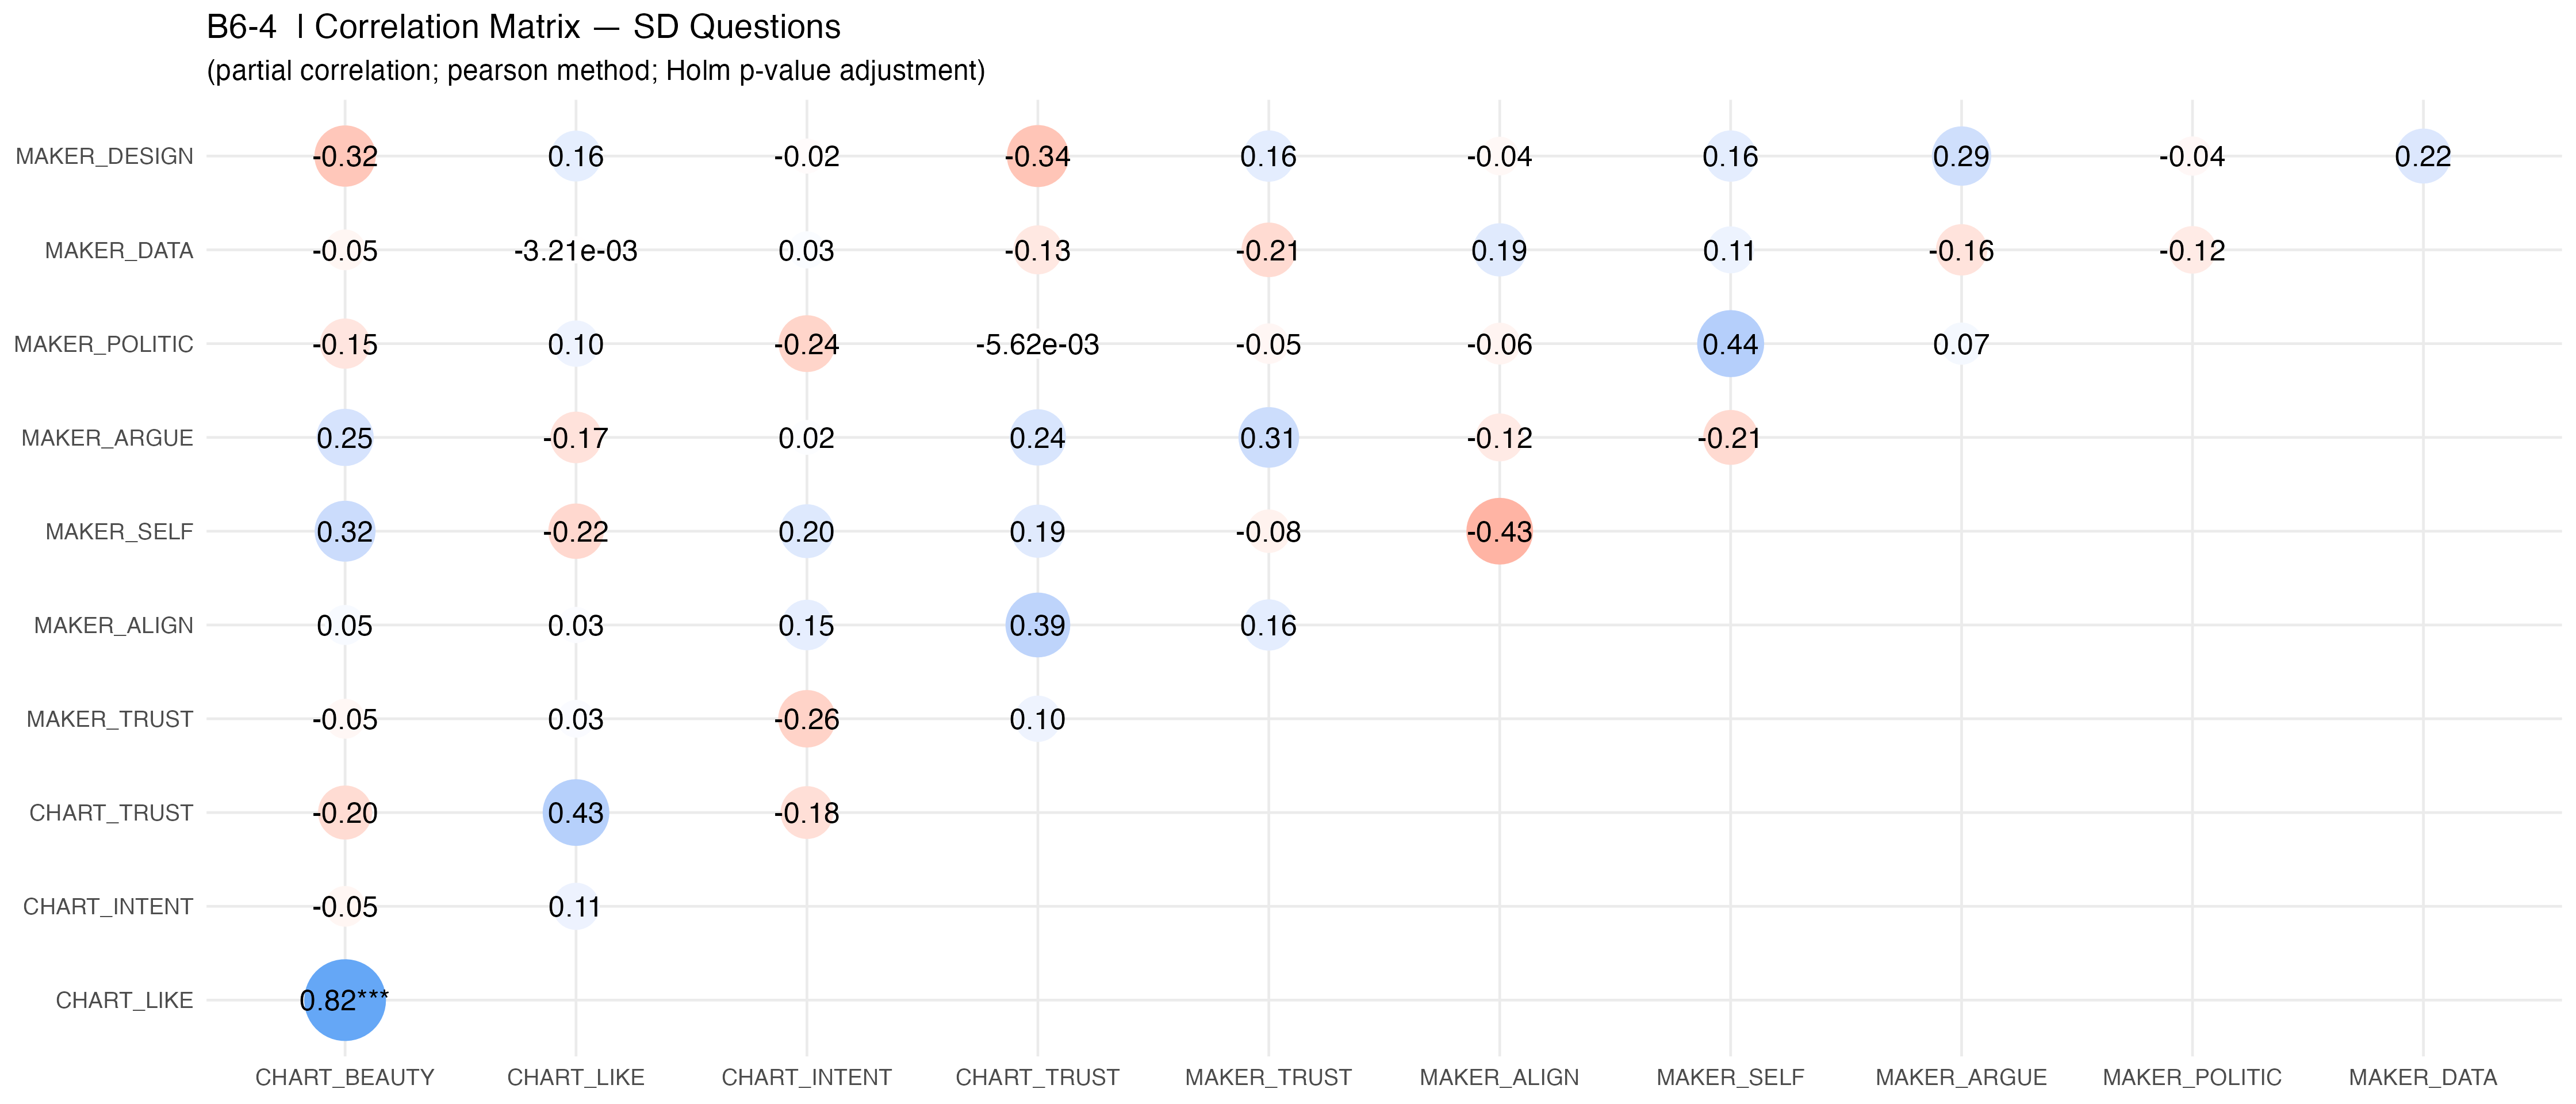 B6-4 | Correlation Matrix — SD Questions
(partial correlation; pearson method; Holm p-value adjustment)
MAKER_DESIGN -0.32 0.16 -0.02 -0.34 0.16 -0.04 0.16 0.29 -0.04 0.22
MAKER_DATA -0.05 -3.21e-03 0.03 -0.13 -0.21 0.19 0.11 -0.16 -0.12
MAKER_POLITIC -0.15 0.10 -0.24 -5.62e-03 -0.05 -0.06 0.44 0.07
MAKER_ARGUE 0.25 -0.17 0.02 0.24 0.31 -0.12 -0.21
MAKER_SELF 0.32 -0.22 0.20 0.19 -0.08 -0.43
MAKER_ALIGN 0.05 0.03 0.15 0.39 0.16
MAKER_TRUST -0.05 0.03 -0.26 0.10
CHART_TRUST -0.20 0.43 -0.18
CHART_INTENT -0.05 0.11
CHART_LIKE 0.82***
CHART_BEAUTY CHART_LIKE CHART_INTENT CHART_TRUST MAKER_TRUST MAKER_ALIGN MAKER_SELF MAKER_ARGUE MAKER_POLITIC MAKER_DATA